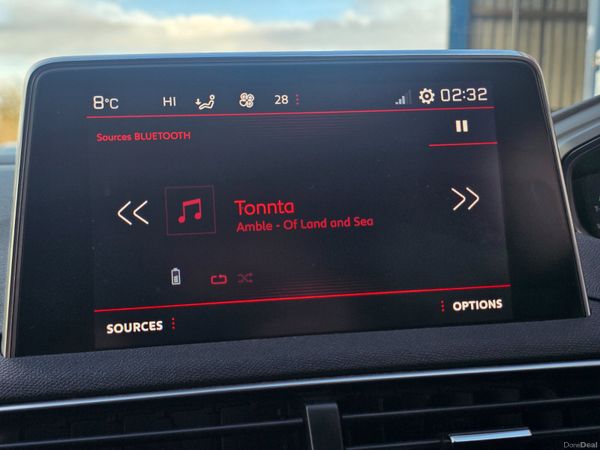 8°C HI 28 02:32
Sources BLUETOOTH
Tonnta
Amble - Of Land and Sea
SOURCES OPTIONS
DoneDeal